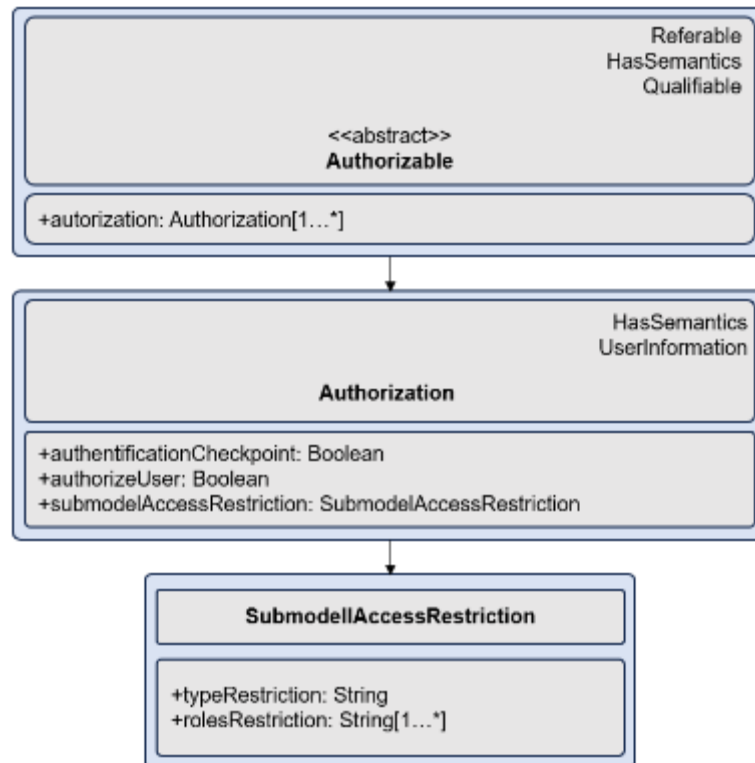 Referable
HasSemantics
Qualifiable
<<abstract>>
Authorizable
+autorization: Authorization[1...*]
HasSemantics
UserInformation
Authorization
+authentificationCheckpoint: Boolean
+authorizeUser: Boolean
+submodelAccessRestriction: SubmodelAccessRestriction
SubmodellAccessRestriction
+typeRestriction: String
+rolesRestriction: String[1...*]